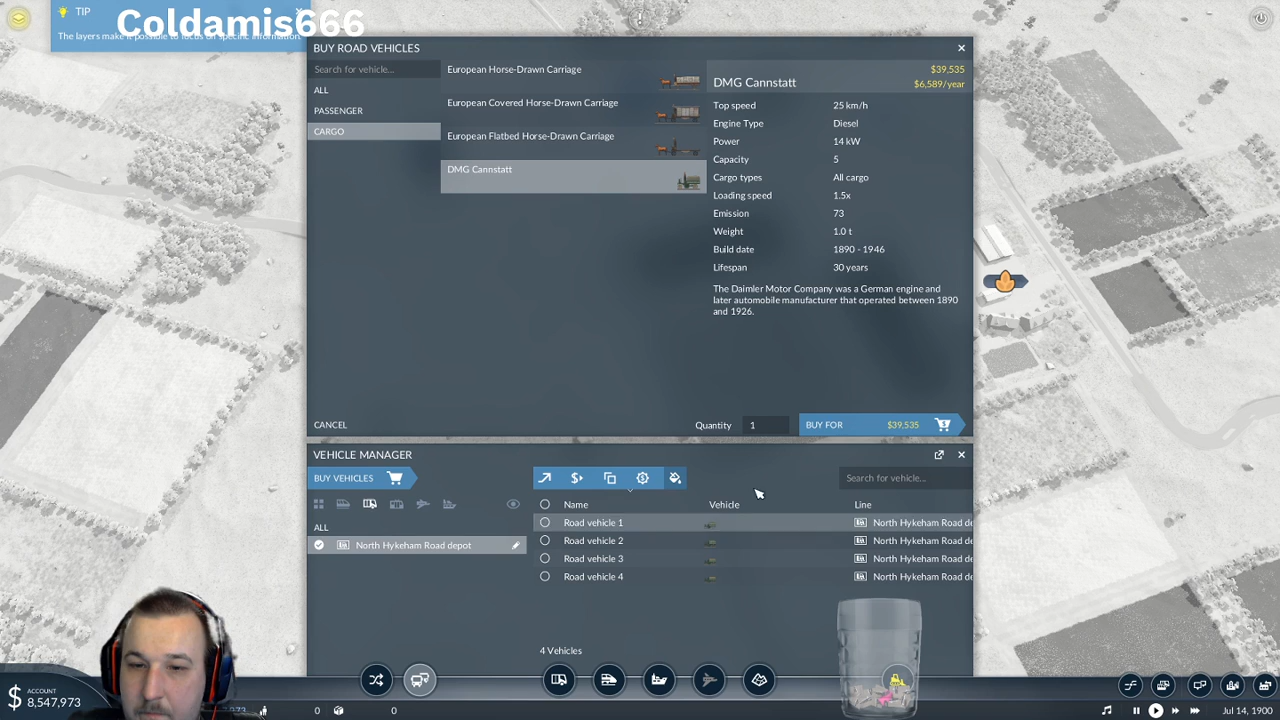 Coldamis666
TIP
The layers make it possible to focus on specific information.
BUY ROAD VEHICLES
Search for vehicle...
ALL
PASSENGER
CARGO
European Horse-Drawn Carriage
European Covered Horse-Drawn Carriage
European Flatbed Horse-Drawn Carriage
DMG Cannstatt
$39,535
DMG Cannstatt
$6,589/year
Top speed 25 km/h
Engine Type Diesel
Power 14 kW
Capacity 5
Cargo types All cargo
Loading speed 1.5x
Emission 73
Weight 1.0 t
Build date 1890 - 1946
Lifespan 30 years
The Daimler Motor Company was a German engine and
later automobile manufacturer that operated between 1890
and 1926.
CANCEL
Quantity 1
BUY FOR $39,535
VEHICLE MANAGER
BUY VEHICLES
Search for vehicle...
ALL
North Hykeham Road depot
Name Vehicle Line
Road vehicle 1 North Hykeham Road de
Road vehicle 2 North Hykeham Road de
Road vehicle 3 North Hykeham Road de
Road vehicle 4 North Hykeham Road de
4 Vehicles
$ ACCOUNT
8,547,973
0 0
Jul 14, 1900